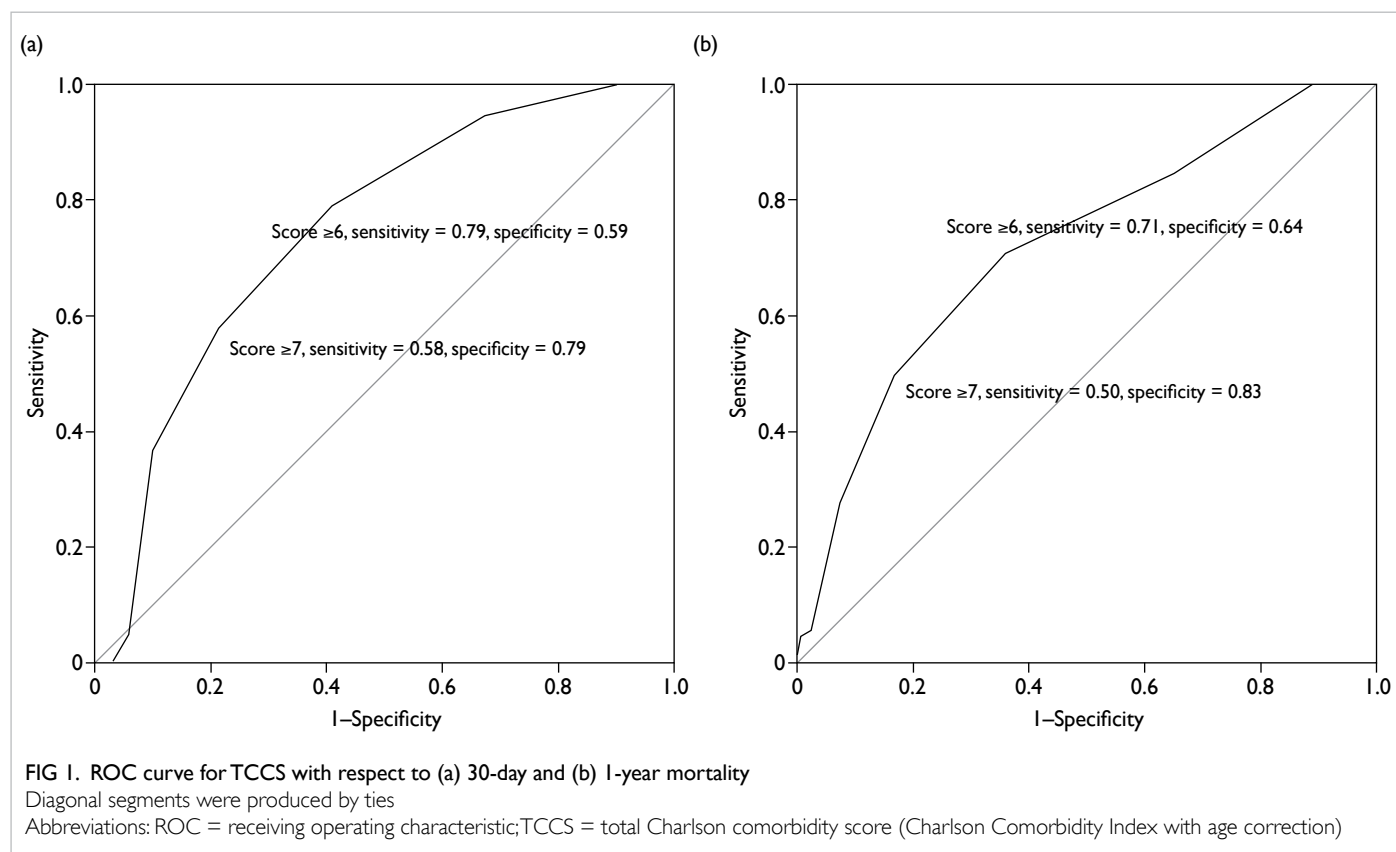 (a)
1.0
0.8
0.6
0.4
0.2
0
Sensitivity
Score ≥6, sensitivity = 0.79, specificity = 0.59
Score ≥7, sensitivity = 0.58, specificity = 0.79
0 0.2 0.4 0.6 0.8 1.0
1–Specificity
(b)
1.0
0.8
0.6
0.4
0.2
0
Sensitivity
Score ≥6, sensitivity = 0.71, specificity = 0.64
Score ≥7, sensitivity = 0.50, specificity = 0.83
0 0.2 0.4 0.6 0.8 1.0
1–Specificity
FIG 1. ROC curve for TCCS with respect to (a) 30-day and (b) 1-year mortality
Diagonal segments were produced by ties
Abbreviations: ROC = receiving operating characteristic; TCCS = total Charlson comorbidity score (Charlson Comorbidity Index with age correction)